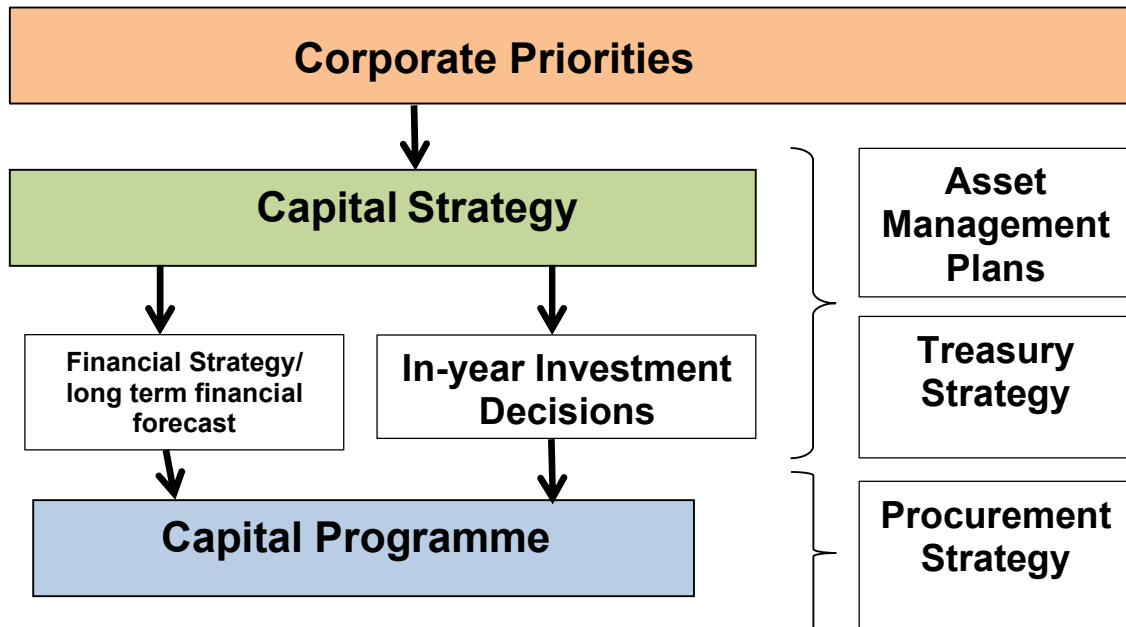 Corporate Priorities
Capital Strategy
Asset
Management
Plans
Financial Strategy/
long term financial
forecast
In-year Investment
Decisions
Treasury
Strategy
Capital Programme
Procurement
Strategy